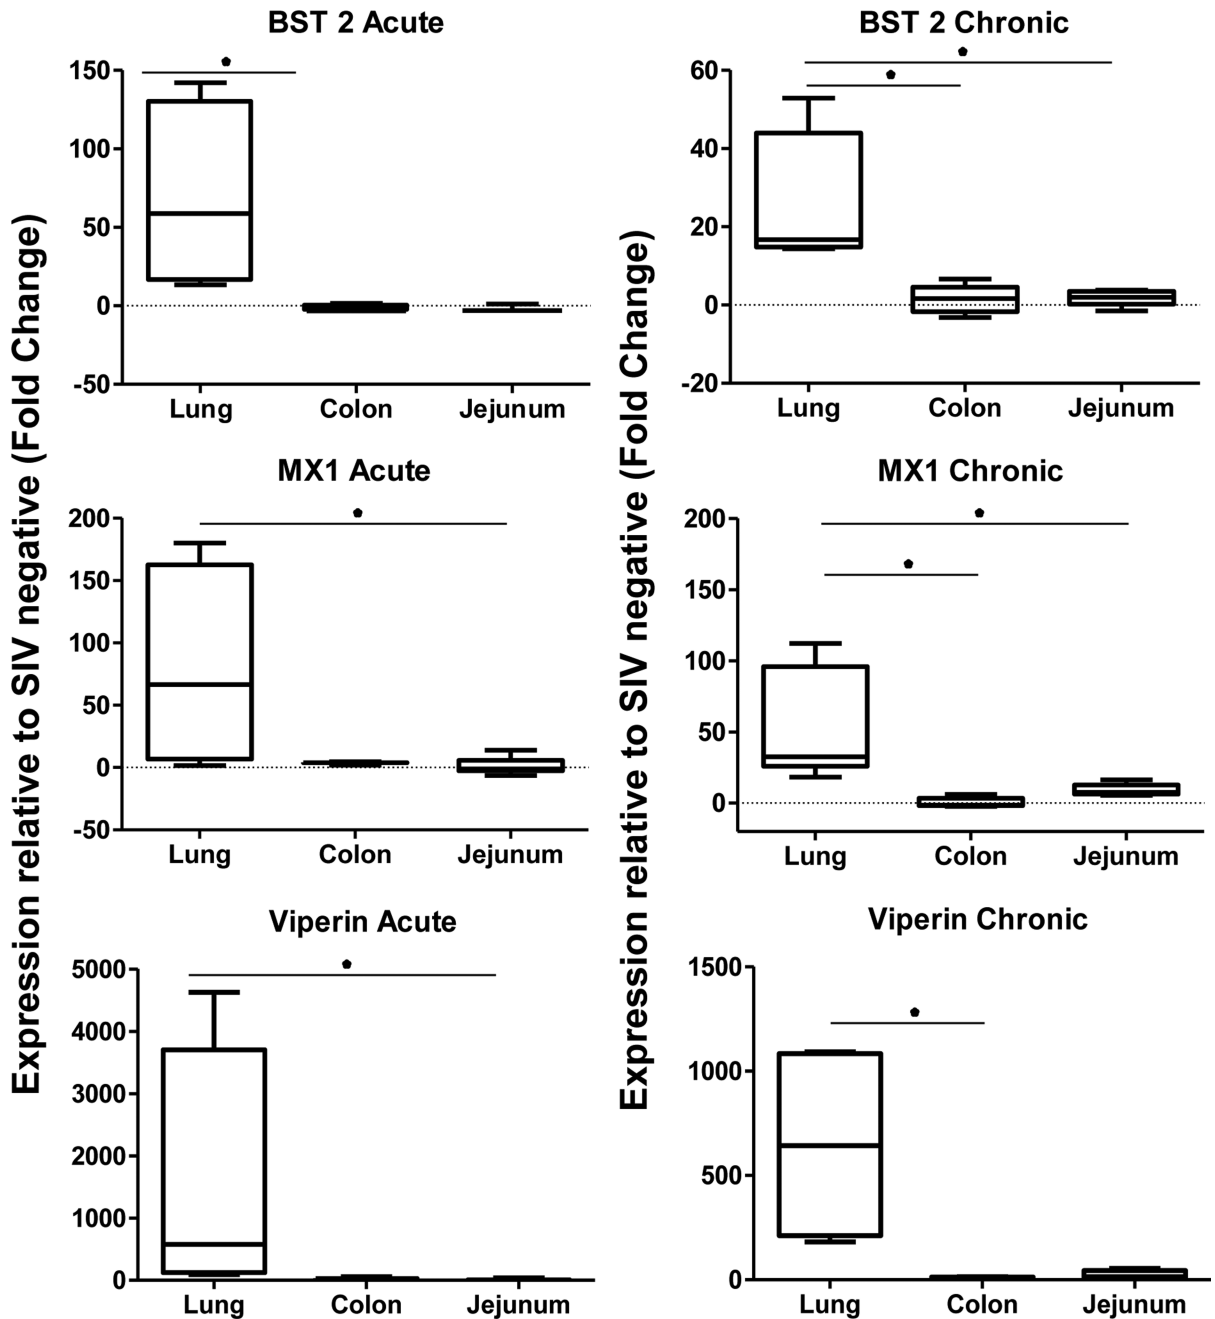 Expression relative to SIV negative (Fold Change)
BST 2 Acute
150
100
50
0
-50
Lung Colon Jejunum
MX1 Acute
200
150
100
50
0
-50
Lung Colon Jejunum
Viperin Acute
5000
4000
3000
2000
1000
0
Lung Colon Jejunum
Expression relative to SIV negative (Fold Change)
BST 2 Chronic
60
40
20
0
-20
Lung Colon Jejunum
MX1 Chronic
200
150
100
50
0
Lung Colon Jejunum
Viperin Chronic
1500
1000
500
0
Lung Colon Jejunum